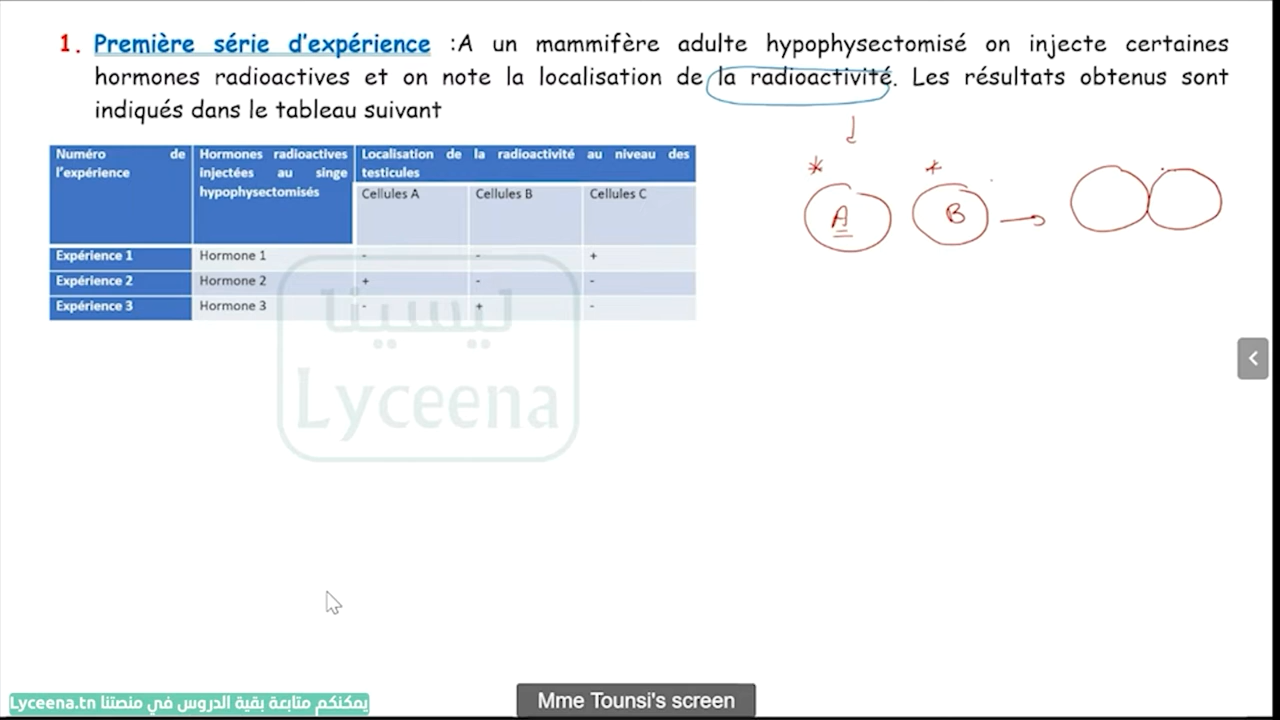 1. Première série d'expérience :A un mammifère adulte hypophysectomisé on injecte certaines
hormones radioactives et on note la localisation de la radioactivité. Les résultats obtenus sont
indiqués dans le tableau suivant
Numéro de l'expérience
Hormones radioactives injectées au singe hypophysectomisés
Localisation de la radioactivité au niveau des testicules
Cellules A Cellules B Cellules C
Expérience 1 Hormone 1 - - +
Expérience 2 Hormone 2 + - -
Expérience 3 Hormone 3 - + -
* *
A B
ليسينا
Lyceena
Mme Tounsi's screen
يمكنكم متابعة بقية الدروس في منصتنا Lyceena.tn